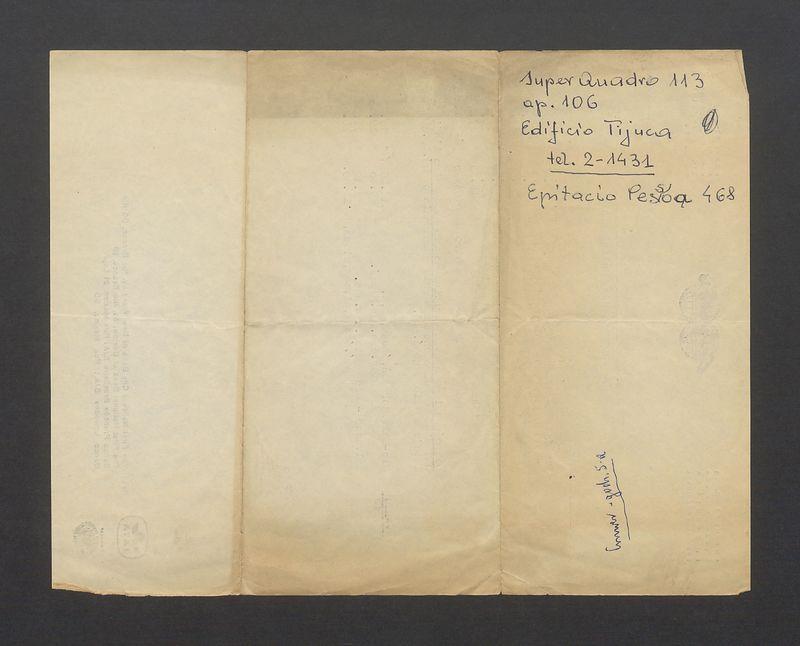 Super Quadro 113
ap. 106
Edificio Tijuca
tel. 2-1431
Epitacio Pessoa 468